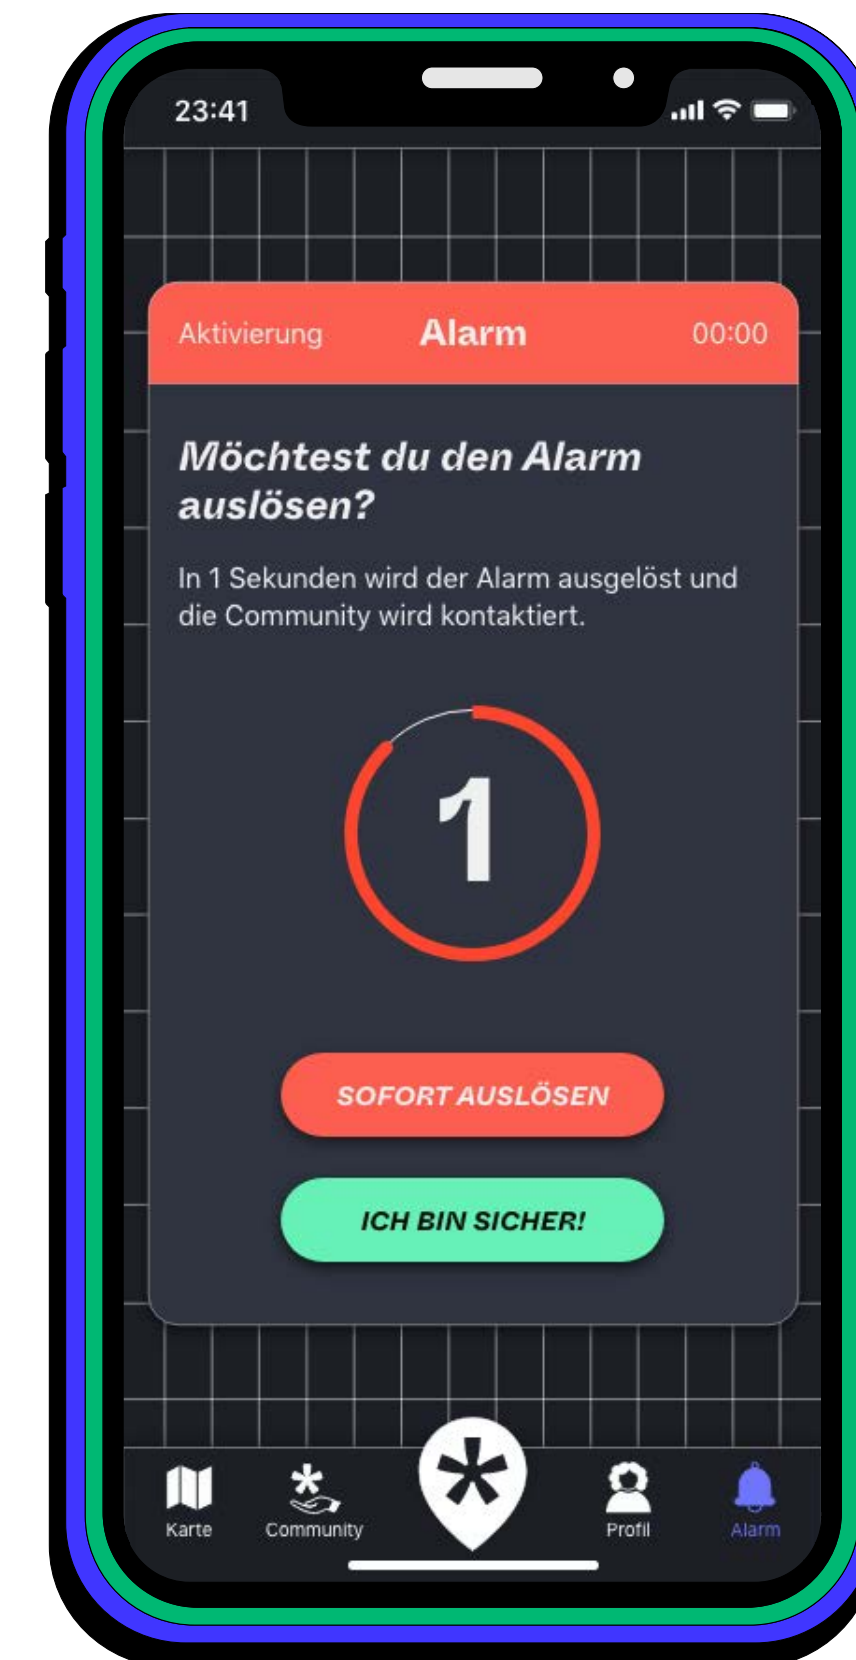 23:41
Aktivierung Alarm 00:00
Möchtest du den Alarm
auslösen?
In 1 Sekunden wird der Alarm ausgelöst und
die Community wird kontaktiert.
1
SOFORT AUSLÖSEN
ICH BIN SICHER!
Karte Community Profil Alarm